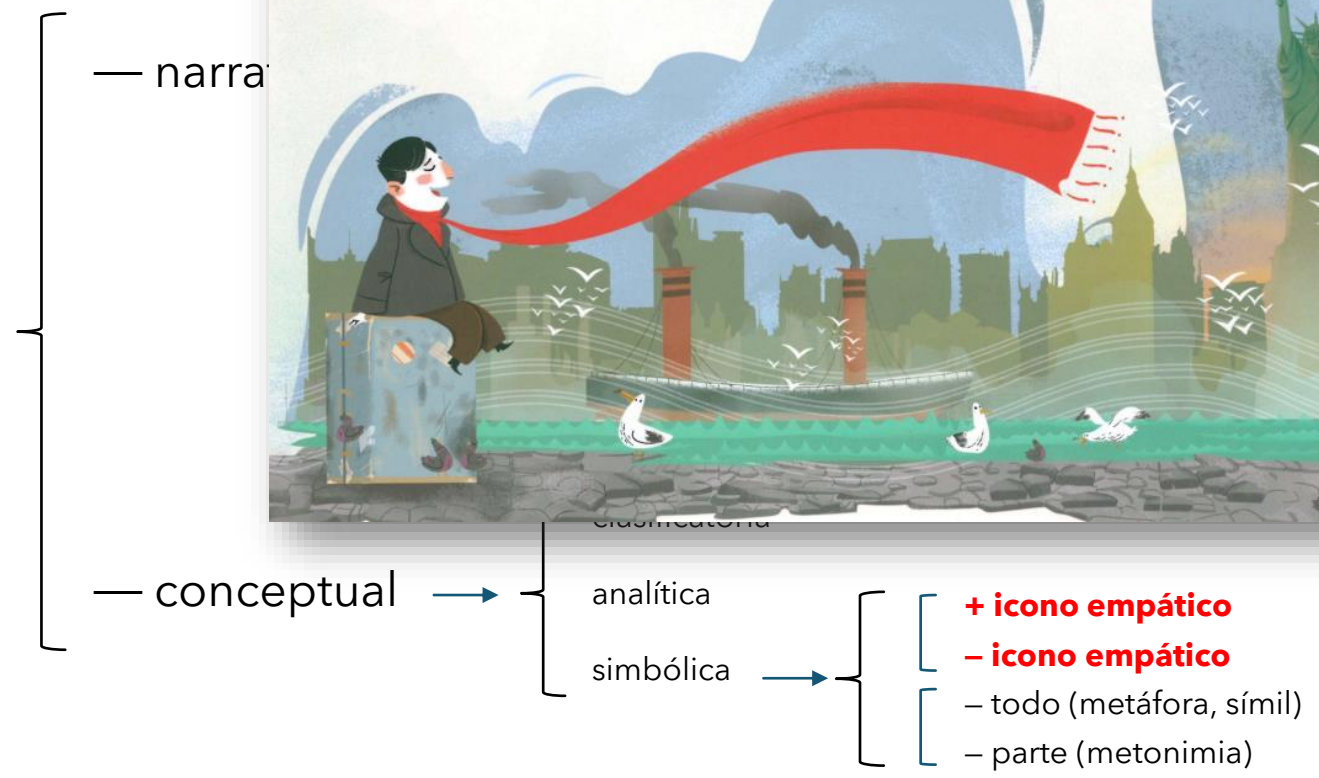 — narra
— conceptual
analítica
simbólica
+ icono empático
– icono empático
– todo (metáfora, símil)
– parte (metonimia)